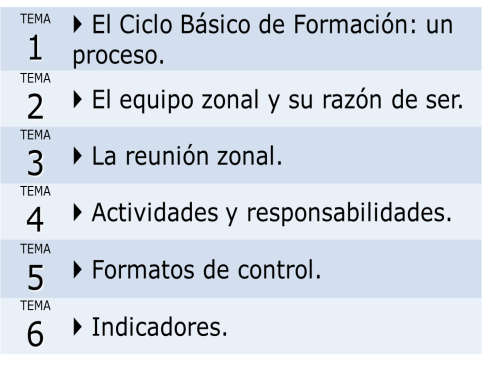 TEMA
1
▶ El Ciclo Básico de Formación: un
proceso.
TEMA
2
▶ El equipo zonal y su razón de ser.
TEMA
3
▶ La reunión zonal.
TEMA
4
▶ Actividades y responsabilidades.
TEMA
5
▶ Formatos de control.
TEMA
6
▶ Indicadores.